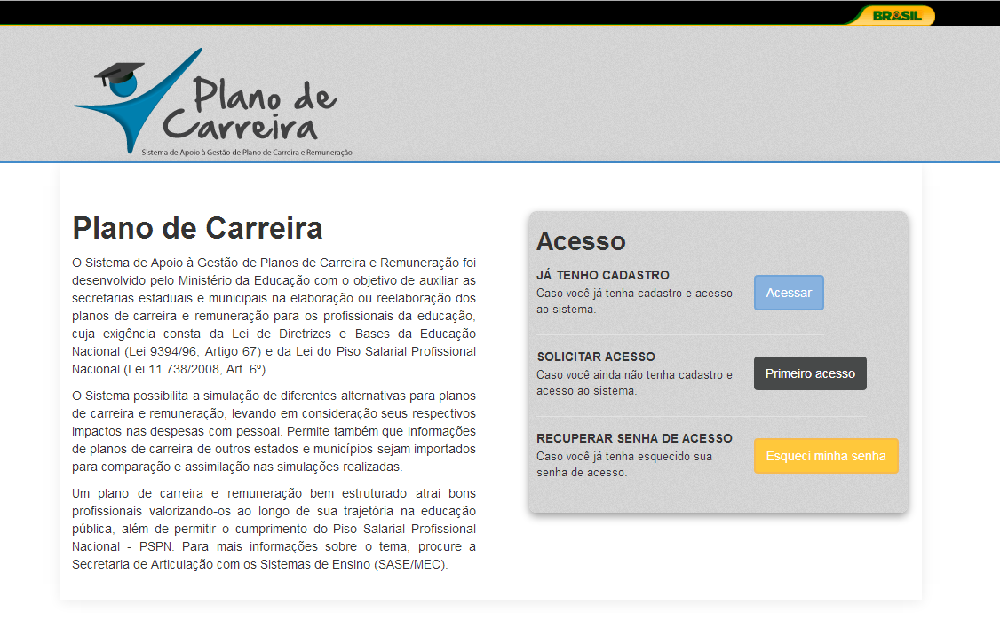 BRASIL
Plano de
Carreira
Sistema de Apoio à Gestão de Plano de Carreira e Remuneração
Plano de Carreira
O Sistema de Apoio à Gestão de Planos de Carreira e Remuneração foi
desenvolvido pelo Ministério da Educação com o objetivo de auxiliar as
secretarias estaduais e municipais na elaboração ou reelaboração dos
planos de carreira e remuneração para os profissionais da educação,
cuja exigência consta da Lei de Diretrizes e Bases da Educação
Nacional (Lei 9394/96, Artigo 67) e da Lei do Piso Salarial Profissional
Nacional (Lei 11.738/2008, Art. 6º).
O Sistema possibilita a simulação de diferentes alternativas para planos
de carreira e remuneração, levando em consideração seus respectivos
impactos nas despesas com pessoal. Permite também que informações
de planos de carreira de outros estados e municípios sejam importados
para comparação e assimilação nas simulações realizadas.
Um plano de carreira e remuneração bem estruturado atrai bons
profissionais valorizando-os ao longo de sua trajetória na educação
pública, além de permitir o cumprimento do Piso Salarial Profissional
Nacional - PSPN. Para mais informações sobre o tema, procure a
Secretaria de Articulação com os Sistemas de Ensino (SASE/MEC).
Acesso
JÁ TENHO CADASTRO
Caso você já tenha cadastro e acesso
ao sistema.
Acessar
SOLICITAR ACESSO
Caso você ainda não tenha cadastro e
acesso ao sistema.
Primeiro acesso
RECUPERAR SENHA DE ACESSO
Caso você já tenha esquecido sua
senha de acesso.
Esqueci minha senha